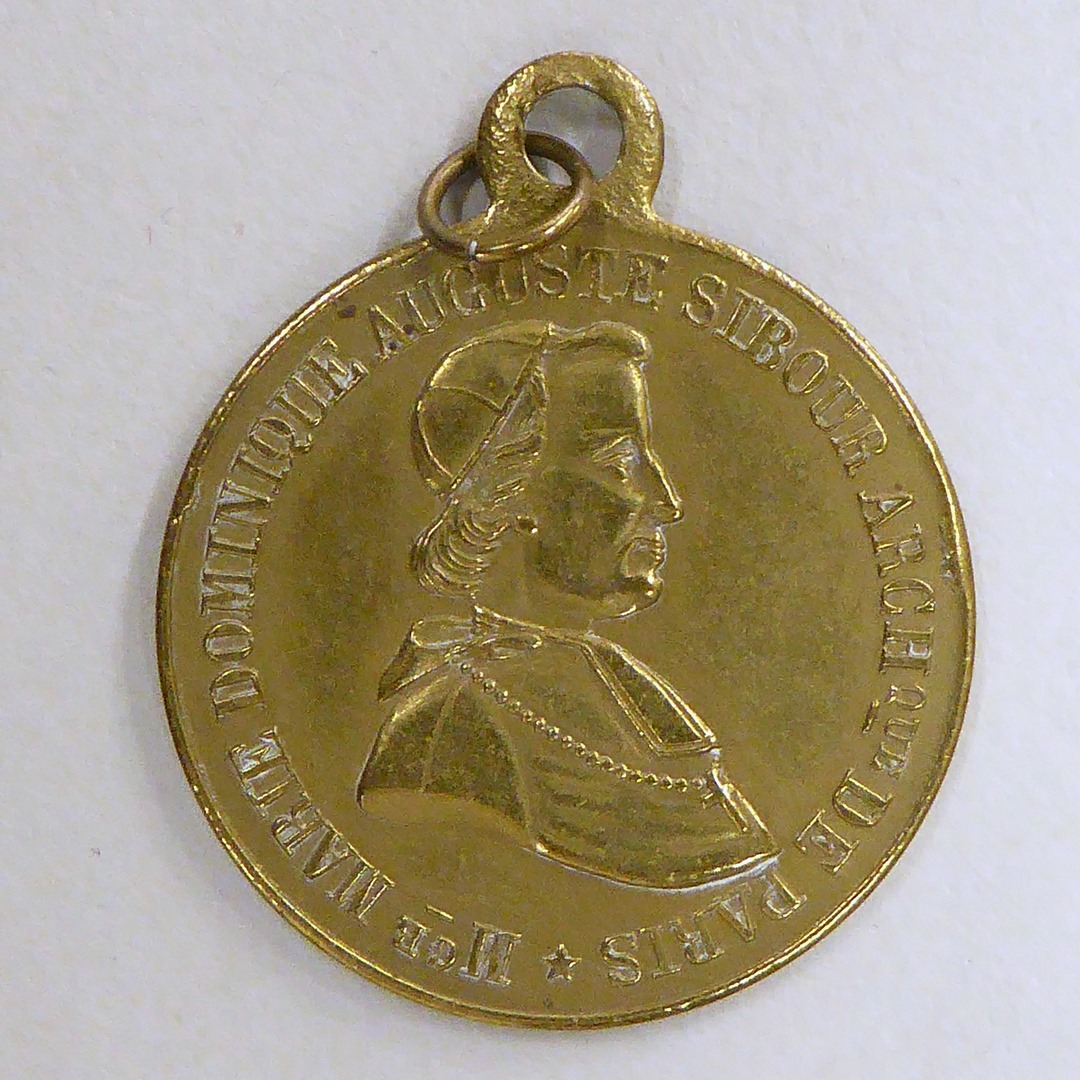 MGR MARIE DOMINIQUE AUGUSTE SIBOUR ARCHQUE DE PARIS ★